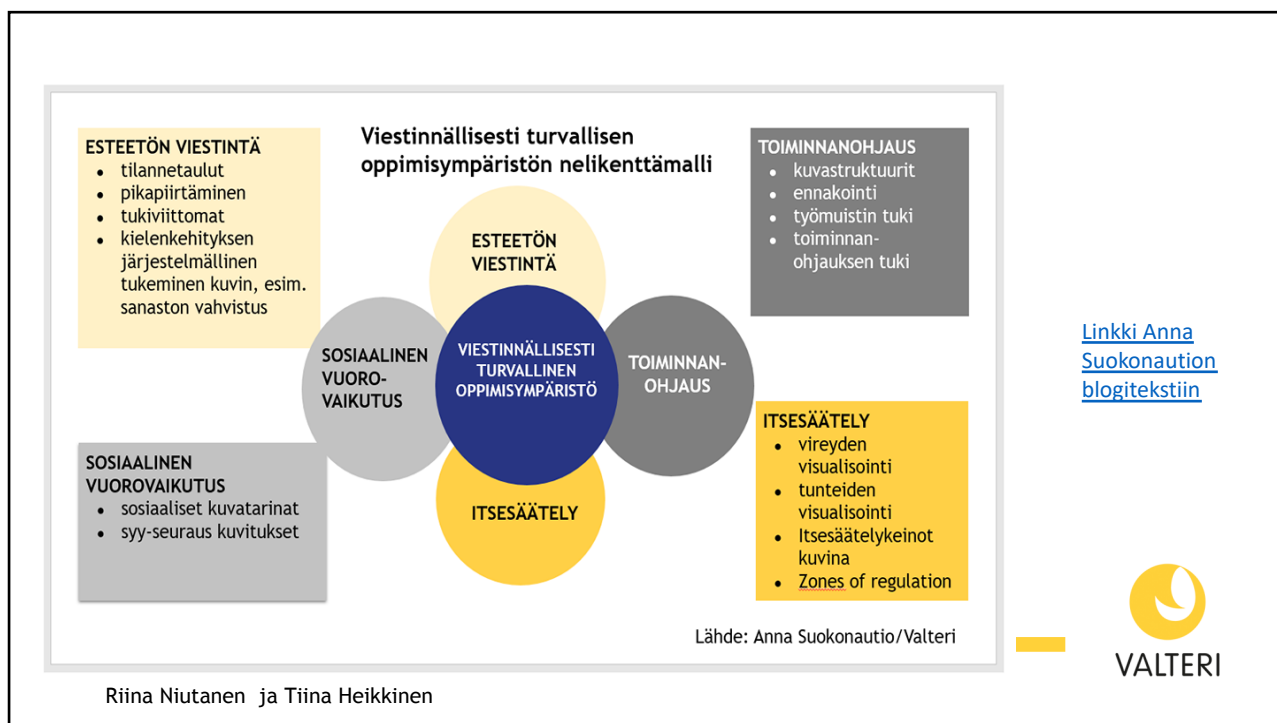 Viestinnällisesti turvallisen
oppimisympäristön nelikenttämalli
ESTEETÖN VIESTINTÄ
• tilannetaulut
• pikapiirtäminen
• tukiviittomat
• kielenkehityksen
järjestelmällinen
tukeminen kuvin, esim.
sanaston vahvistus
TOIMINNANOHJAUS
• kuvastruktuurit
• ennakointi
• työmuistin tuki
• toiminnan-
ohjauksen tuki
ESTEETÖN
VIESTINTÄ
SOSIAALINEN
VUORO-
VAIKUTUS
VIESTINNÄLLISESTI
TURVALLINEN
OPPIMISYMPÄRISTÖ
TOIMINNAN-
OHJAUS
ITSESÄÄTELY
SOSIAALINEN
VUOROVAIKUTUS
• sosiaaliset kuvatarinat
• syy-seuraus kuvitukset
ITSESÄÄTELY
• vireyden
visualisointi
• tunteiden
visualisointi
• Itsesäätelykeinot
kuvina
• Zones of regulation
Lähde: Anna Suokonautio/Valteri
Linkki Anna
Suokonaution
blogitekstiin
VALTERI
Riina Niutanen ja Tiina Heikkinen